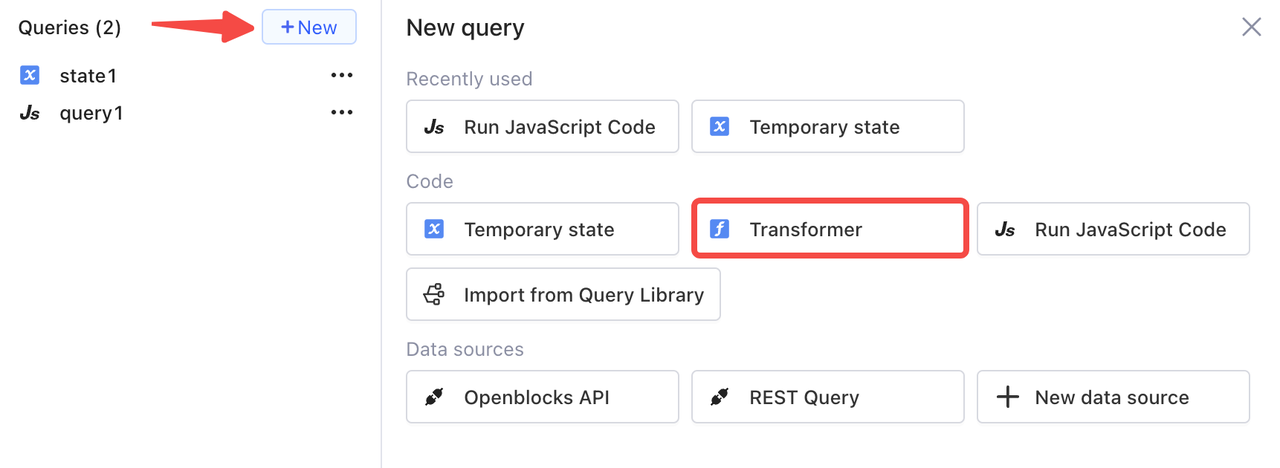 Queries (2)
+ New
state1
Js query1
New query
Recently used
Js Run JavaScript Code
x Temporary state
Code
x Temporary state
f Transformer
Js Run JavaScript Code
Import from Query Library
Data sources
Openblocks API
REST Query
+ New data source